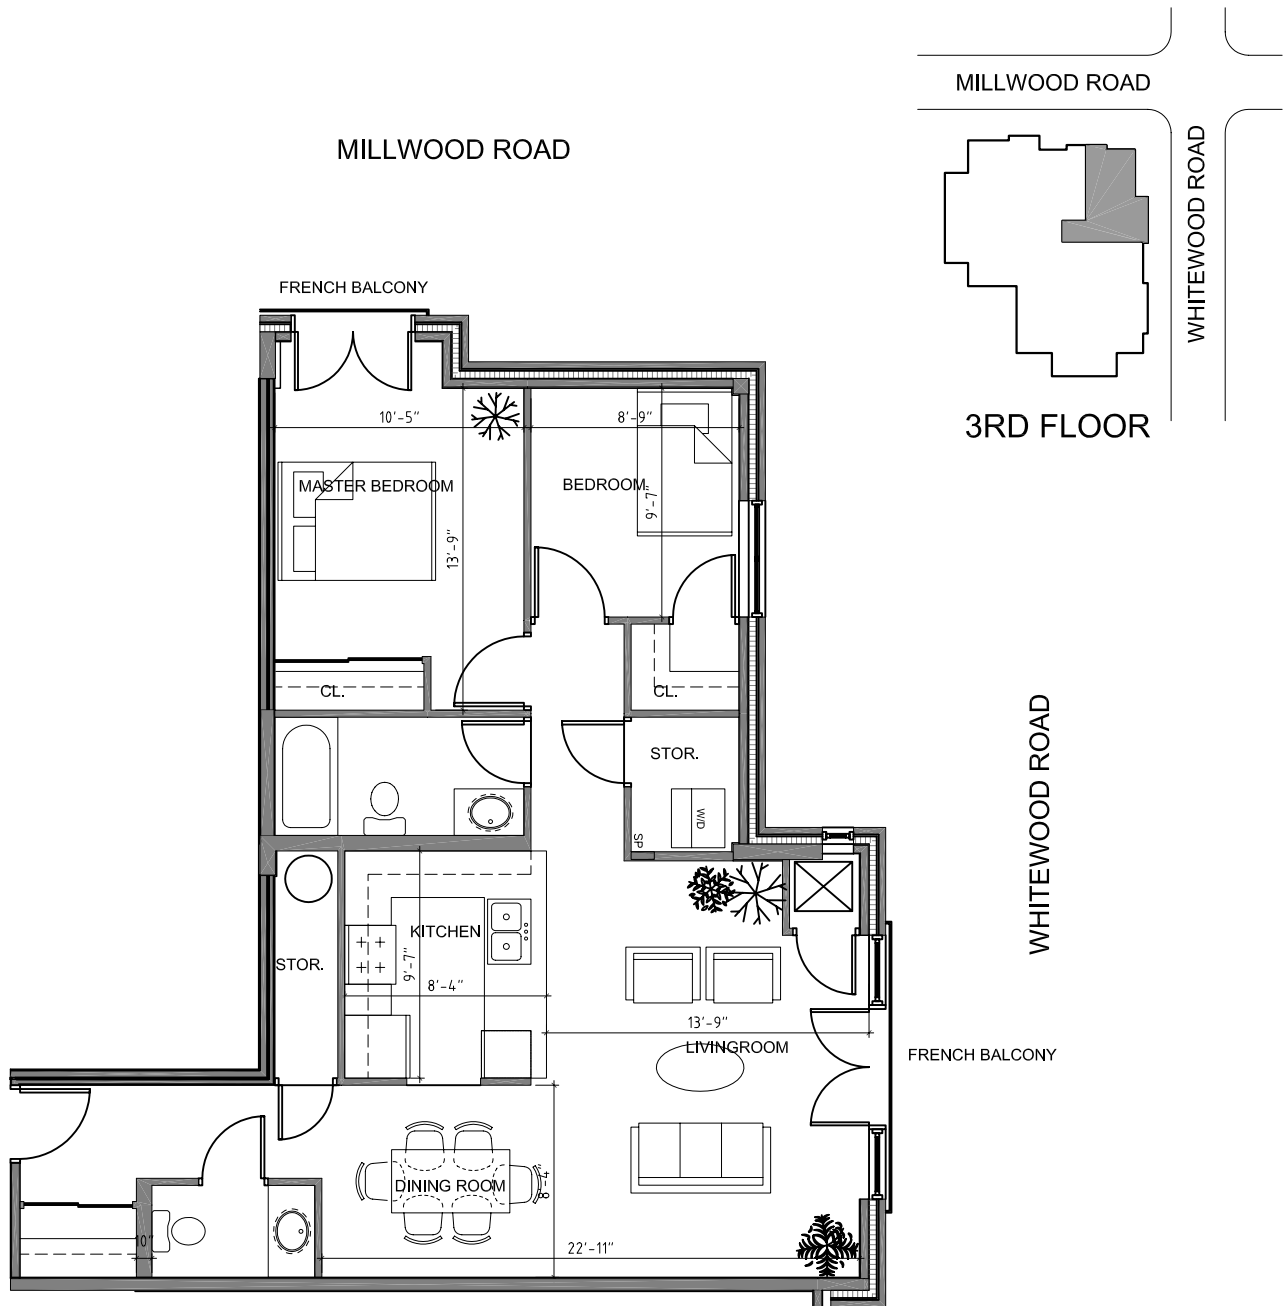 MILLWOOD ROAD
MILLWOOD ROAD
WHITEWOOD ROAD
3RD FLOOR
FRENCH BALCONY
10'-5"
8'-9"
MASTER BEDROOM
BEDROOM
9'-7"
13'-9"
CL.
CL.
STOR.
W/D
SP
WHITEWOOD ROAD
KITCHEN
9'-7"
STOR.
8'-4"
13'-9"
LIVINGROOM
FRENCH BALCONY
DINING ROOM
8'-4"
10"
22'-11"